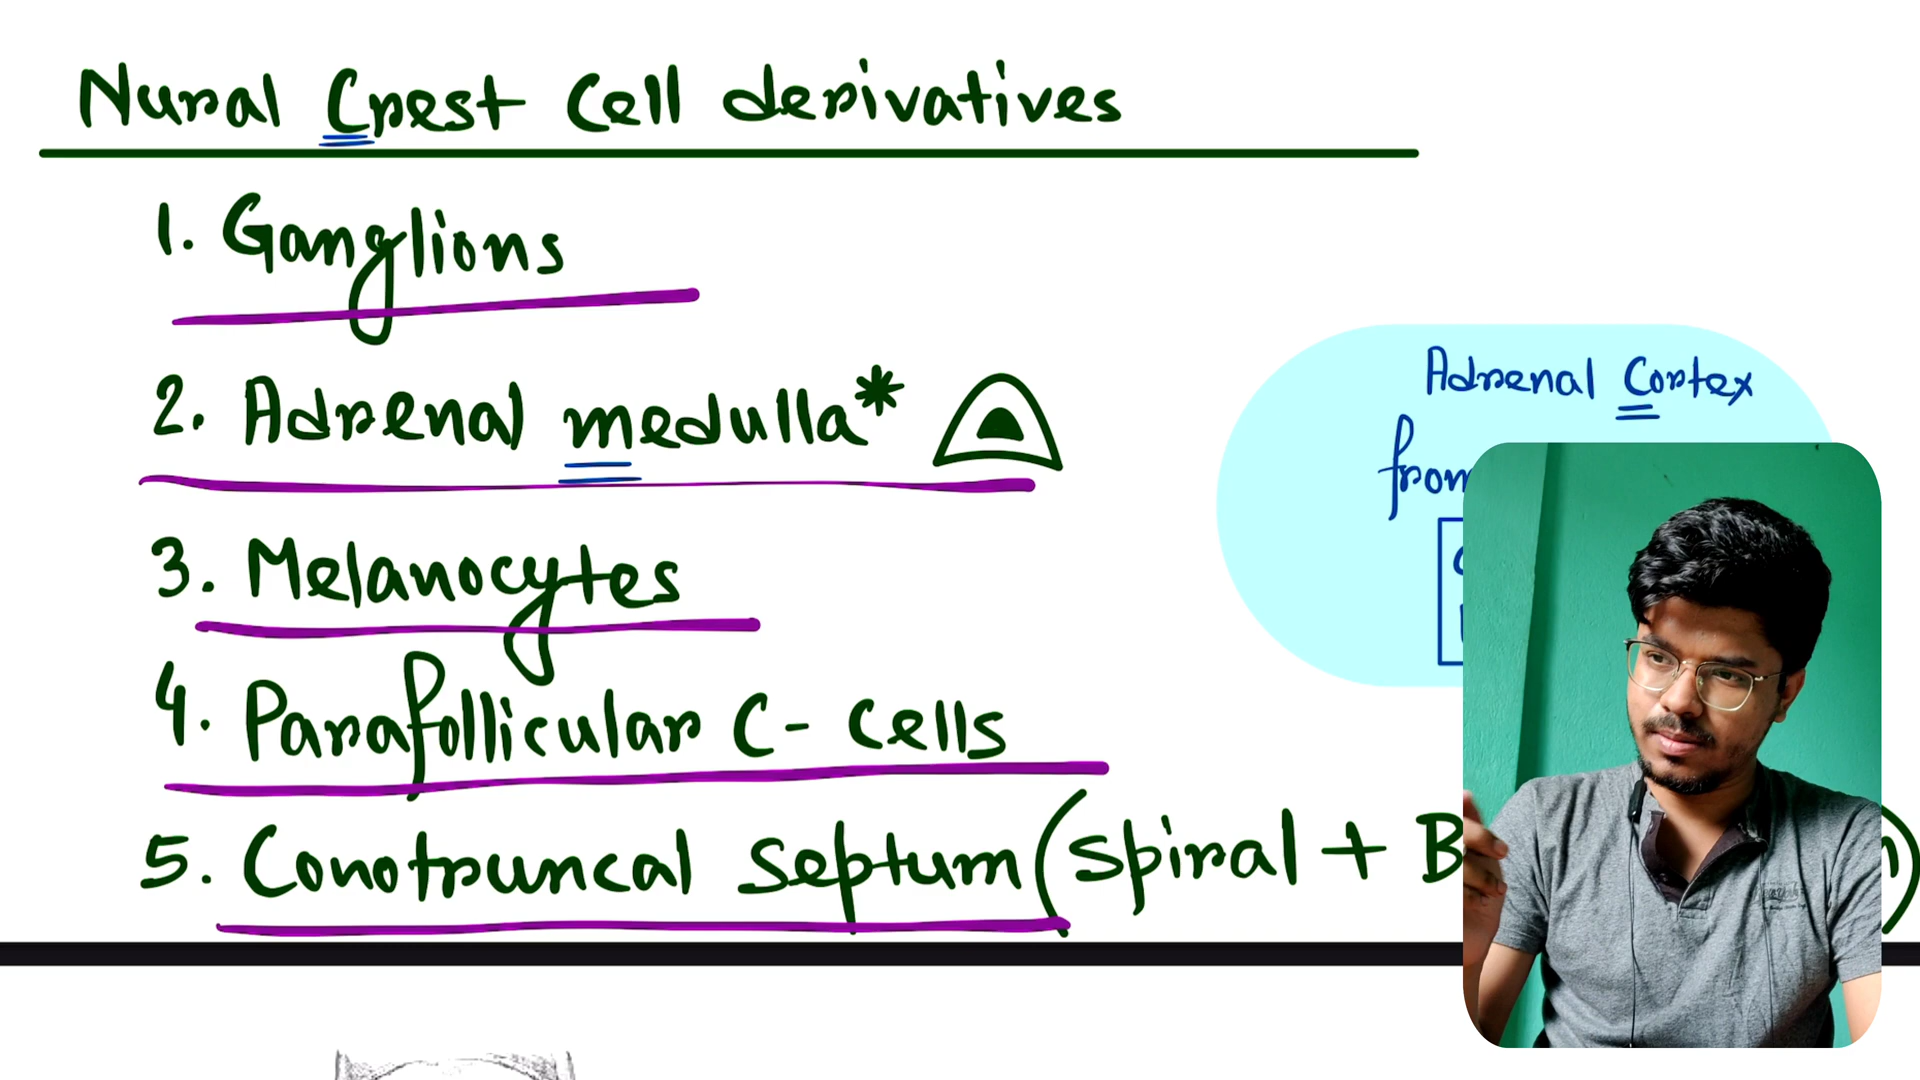 Nural Crest Cell derivatives
1. Ganglions
2. Adrenal medulla*
3. Melanocytes
4. Parafollicular C- cells
5. Conotruncal septum (spiral + B
Adrenal Cortex
from